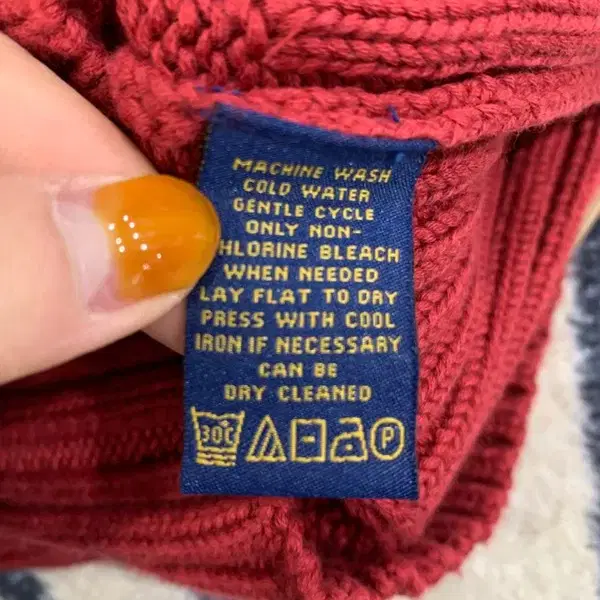 MACHINE WASH
COLD WATER
GENTLE CYCLE
ONLY NON-
HLORINE BLEACH
WHEN NEEDED
LAY FLAT TO DRY
PRESS WITH COOL
IRON IF NECESSARY
CAN BE
DRY CLEANED
30C P